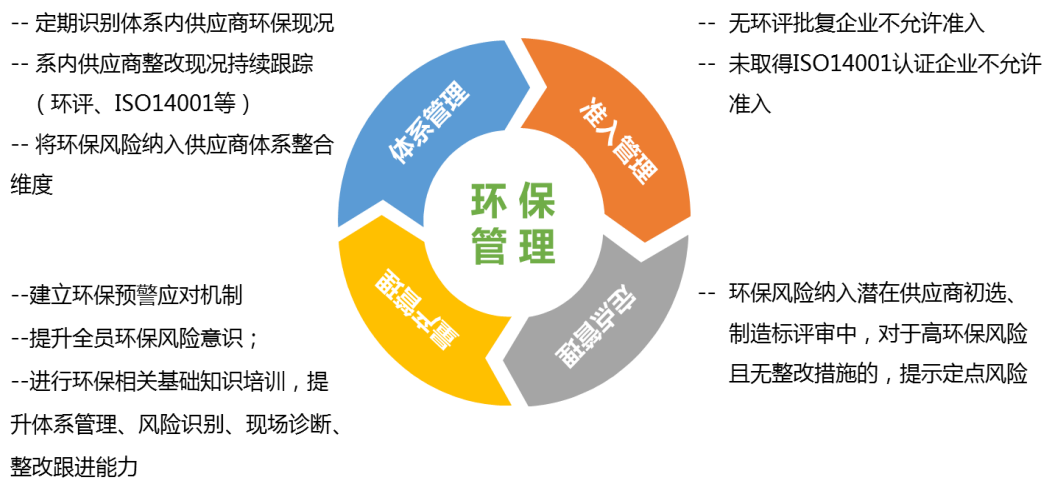 -- 定期识别体系内供应商环保现况
-- 系内供应商整改现况持续跟踪
（环评、ISO14001等）
-- 将环保风险纳入供应商体系整合
维度
-- 无环评批复企业不允许准入
-- 未取得ISO14001认证企业不允许
准入
体系管理
准入管理
环保
管理
量产管理
定点管理
--建立环保预警应对机制
--提升全员环保风险意识；
--进行环保相关基础知识培训，提
升体系管理、风险识别、现场诊断、
整改跟进能力
-- 环保风险纳入潜在供应商初选、
制造标评审中，对于高环保风险
且无整改措施的，提示定点风险